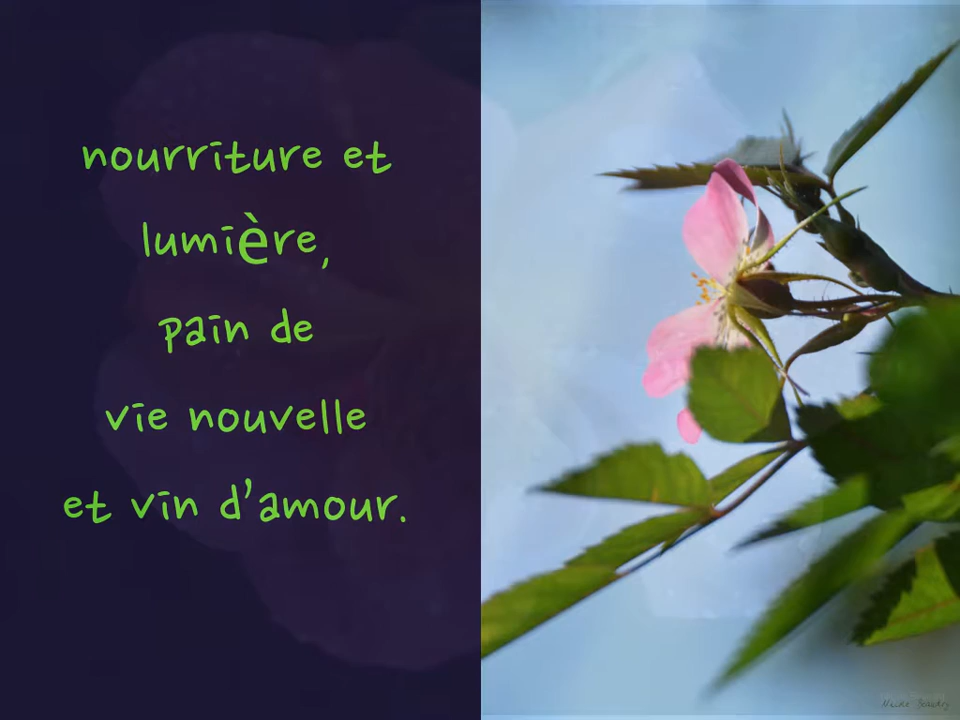 nourriture et
lumière,
pain de
vie nouvelle
et vin d'amour.